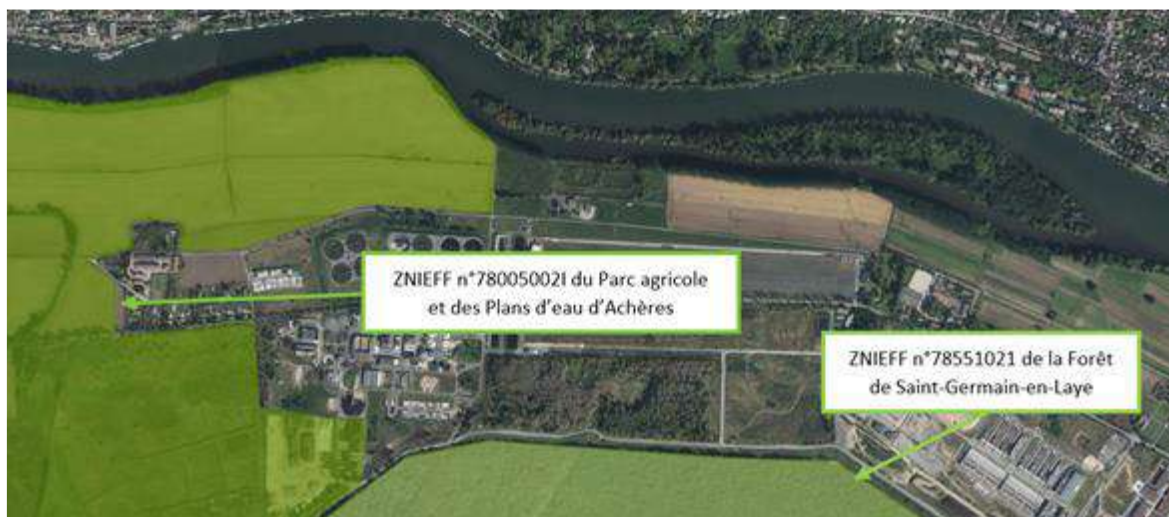 ZNIEFF n°78005002I du Parc agricole
et des Plans d'eau d'Achères
ZNIEFF n°78551021 de la Forêt
de Saint-Germain-en-Laye